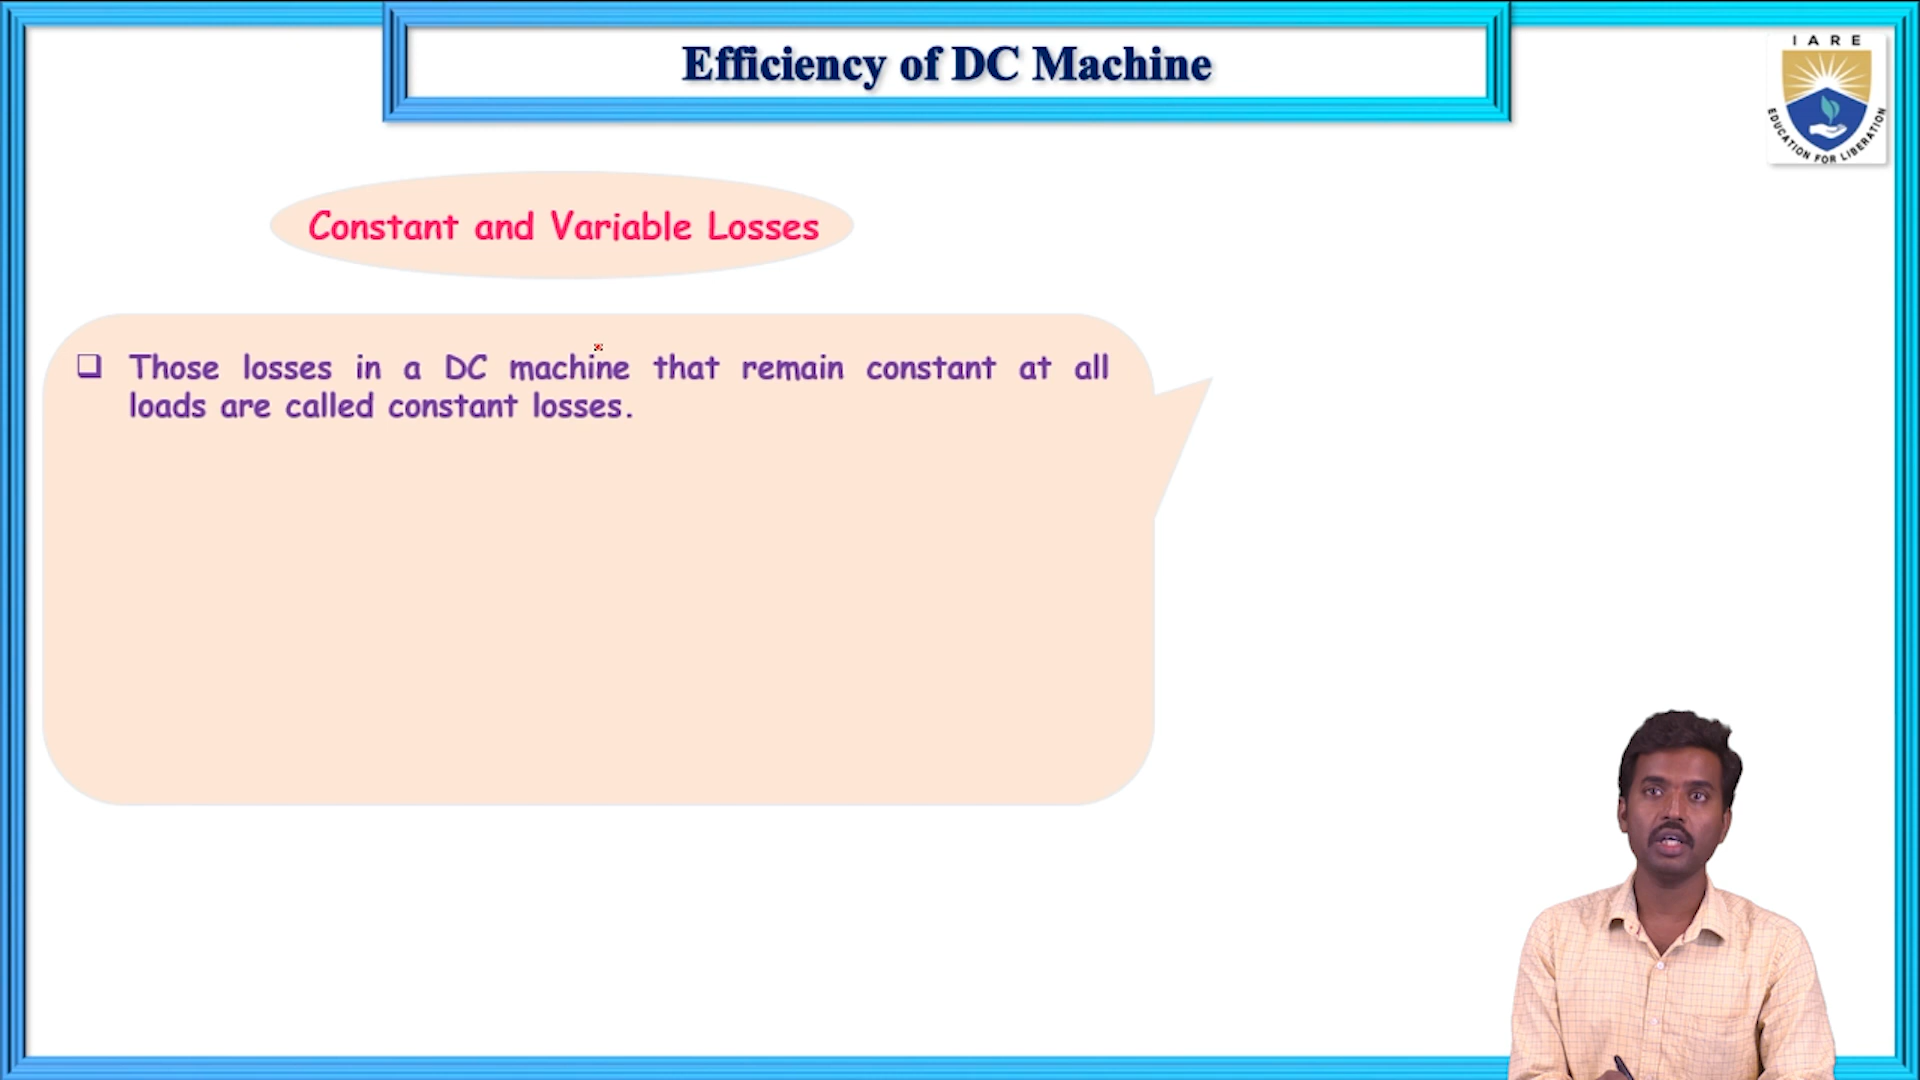 Efficiency of DC Machine
IARE
EDUCATION FOR LIBERATION
Constant and Variable Losses
Those losses in a DC machine that remain constant at all
loads are called constant losses.